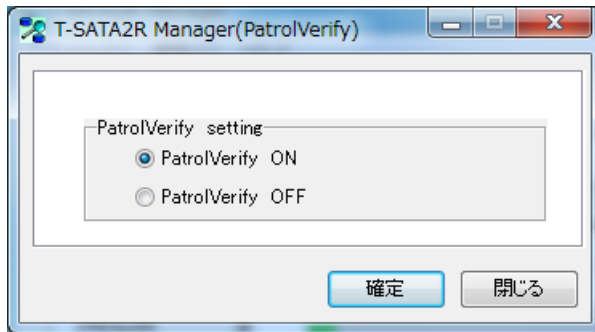 T-SATA2R Manager(PatrolVerify)
PatrolVerify setting
PatrolVerify ON
PatrolVerify OFF
確定 閉じる